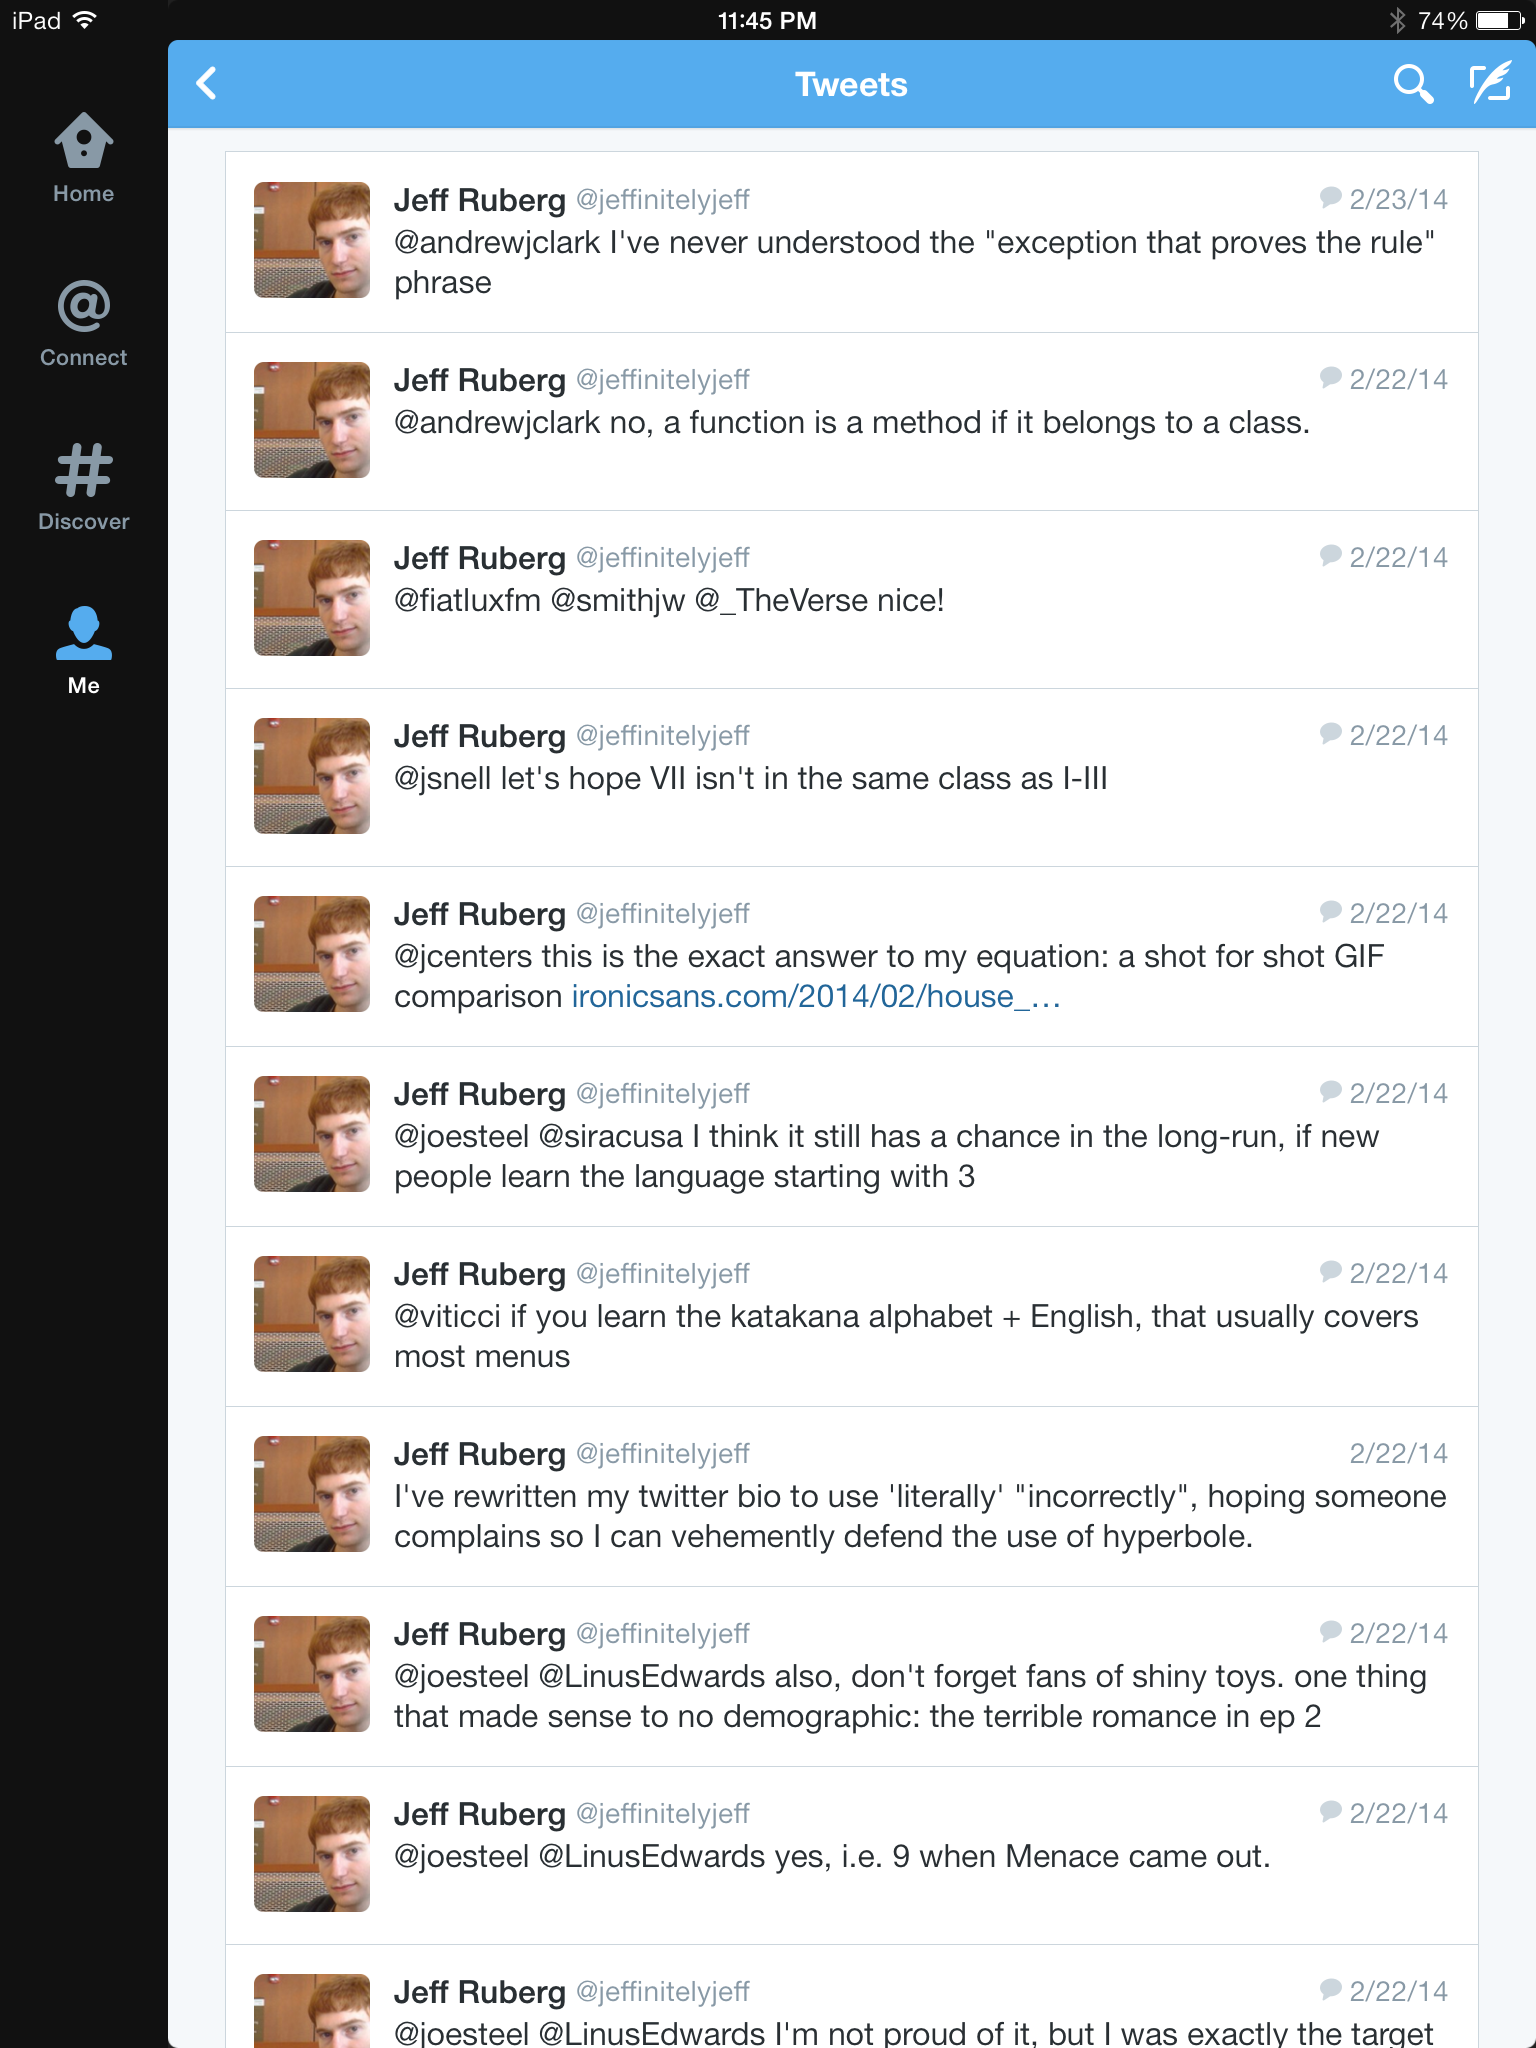 iPad 11:45 PM 74%
Tweets
Home
Connect
Discover
Me
Jeff Ruberg @jeffinitelyjeff 2/23/14
@andrewjclark I've never understood the "exception that proves the rule"
phrase
Jeff Ruberg @jeffinitelyjeff 2/22/14
@andrewjclark no, a function is a method if it belongs to a class.
Jeff Ruberg @jeffinitelyjeff 2/22/14
@fiatluxfm @smithjw @_TheVerse nice!
Jeff Ruberg @jeffinitelyjeff 2/22/14
@jsnell let's hope VII isn't in the same class as I-III
Jeff Ruberg @jeffinitelyjeff 2/22/14
@jcenters this is the exact answer to my equation: a shot for shot GIF
comparison ironicsans.com/2014/02/house_…
Jeff Ruberg @jeffinitelyjeff 2/22/14
@joesteel @siracusa I think it still has a chance in the long-run, if new
people learn the language starting with 3
Jeff Ruberg @jeffinitelyjeff 2/22/14
@viticci if you learn the katakana alphabet + English, that usually covers
most menus
Jeff Ruberg @jeffinitelyjeff 2/22/14
I've rewritten my twitter bio to use 'literally' "incorrectly", hoping someone
complains so I can vehemently defend the use of hyperbole.
Jeff Ruberg @jeffinitelyjeff 2/22/14
@joesteel @LinusEdwards also, don't forget fans of shiny toys. one thing
that made sense to no demographic: the terrible romance in ep 2
Jeff Ruberg @jeffinitelyjeff 2/22/14
@joesteel @LinusEdwards yes, i.e. 9 when Menace came out.
Jeff Ruberg @jeffinitelyjeff 2/22/14
@joesteel @LinusEdwards I'm not proud of it, but I was exactly the target